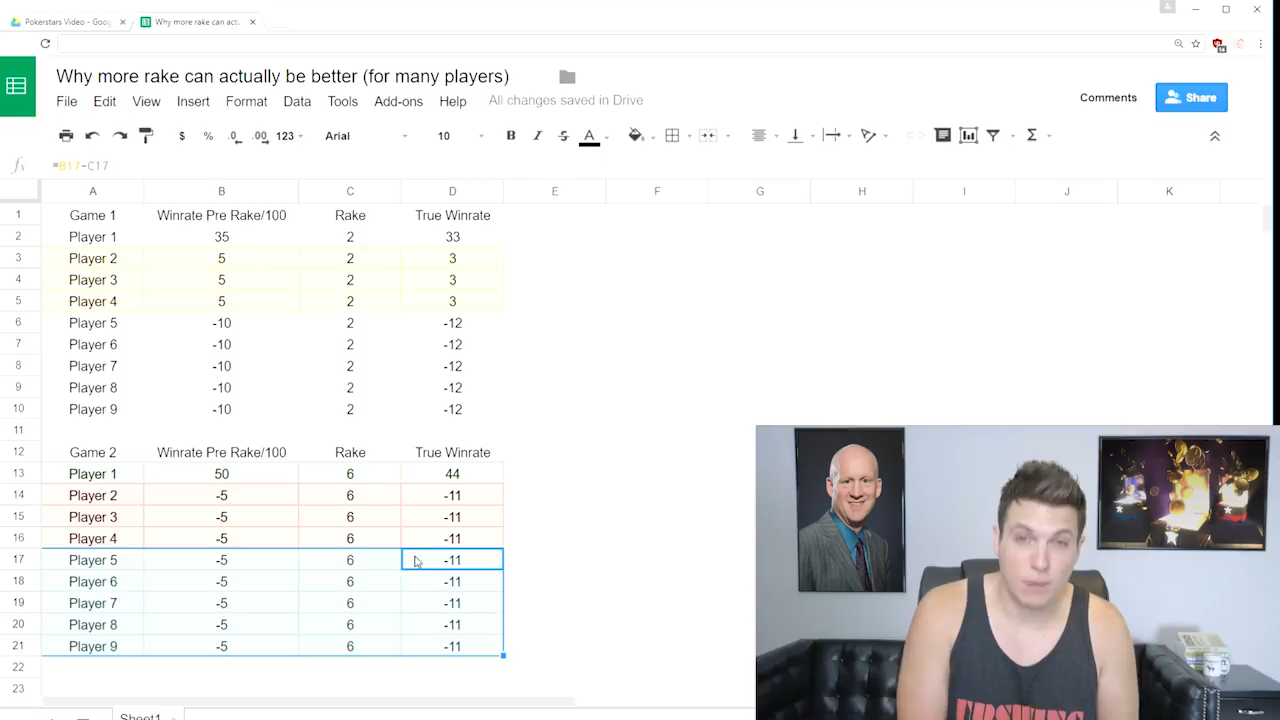 Pokerstars Video - Goog
Why more rake can act.
Why more rake can actually be better (for many players)
File Edit View Insert Format Data Tools Add-ons Help All changes saved in Drive
Comments
Share
$ % .0 .00 123 Arial 10 B I S A Σ
fx =B17-C17
A B C D E F G H I J K
1 Game 1 Winrate Pre Rake/100 Rake True Winrate
2 Player 1 35 2 33
3 Player 2 5 2 3
4 Player 3 5 2 3
5 Player 4 5 2 3
6 Player 5 -10 2 -12
7 Player 6 -10 2 -12
8 Player 7 -10 2 -12
9 Player 8 -10 2 -12
10 Player 9 -10 2 -12
11
12 Game 2 Winrate Pre Rake/100 Rake True Winrate
13 Player 1 50 6 44
14 Player 2 -5 6 -11
15 Player 3 -5 6 -11
16 Player 4 -5 6 -11
17 Player 5 -5 6 -11
18 Player 6 -5 6 -11
19 Player 7 -5 6 -11
20 Player 8 -5 6 -11
21 Player 9 -5 6 -11
22
23
Sheet1